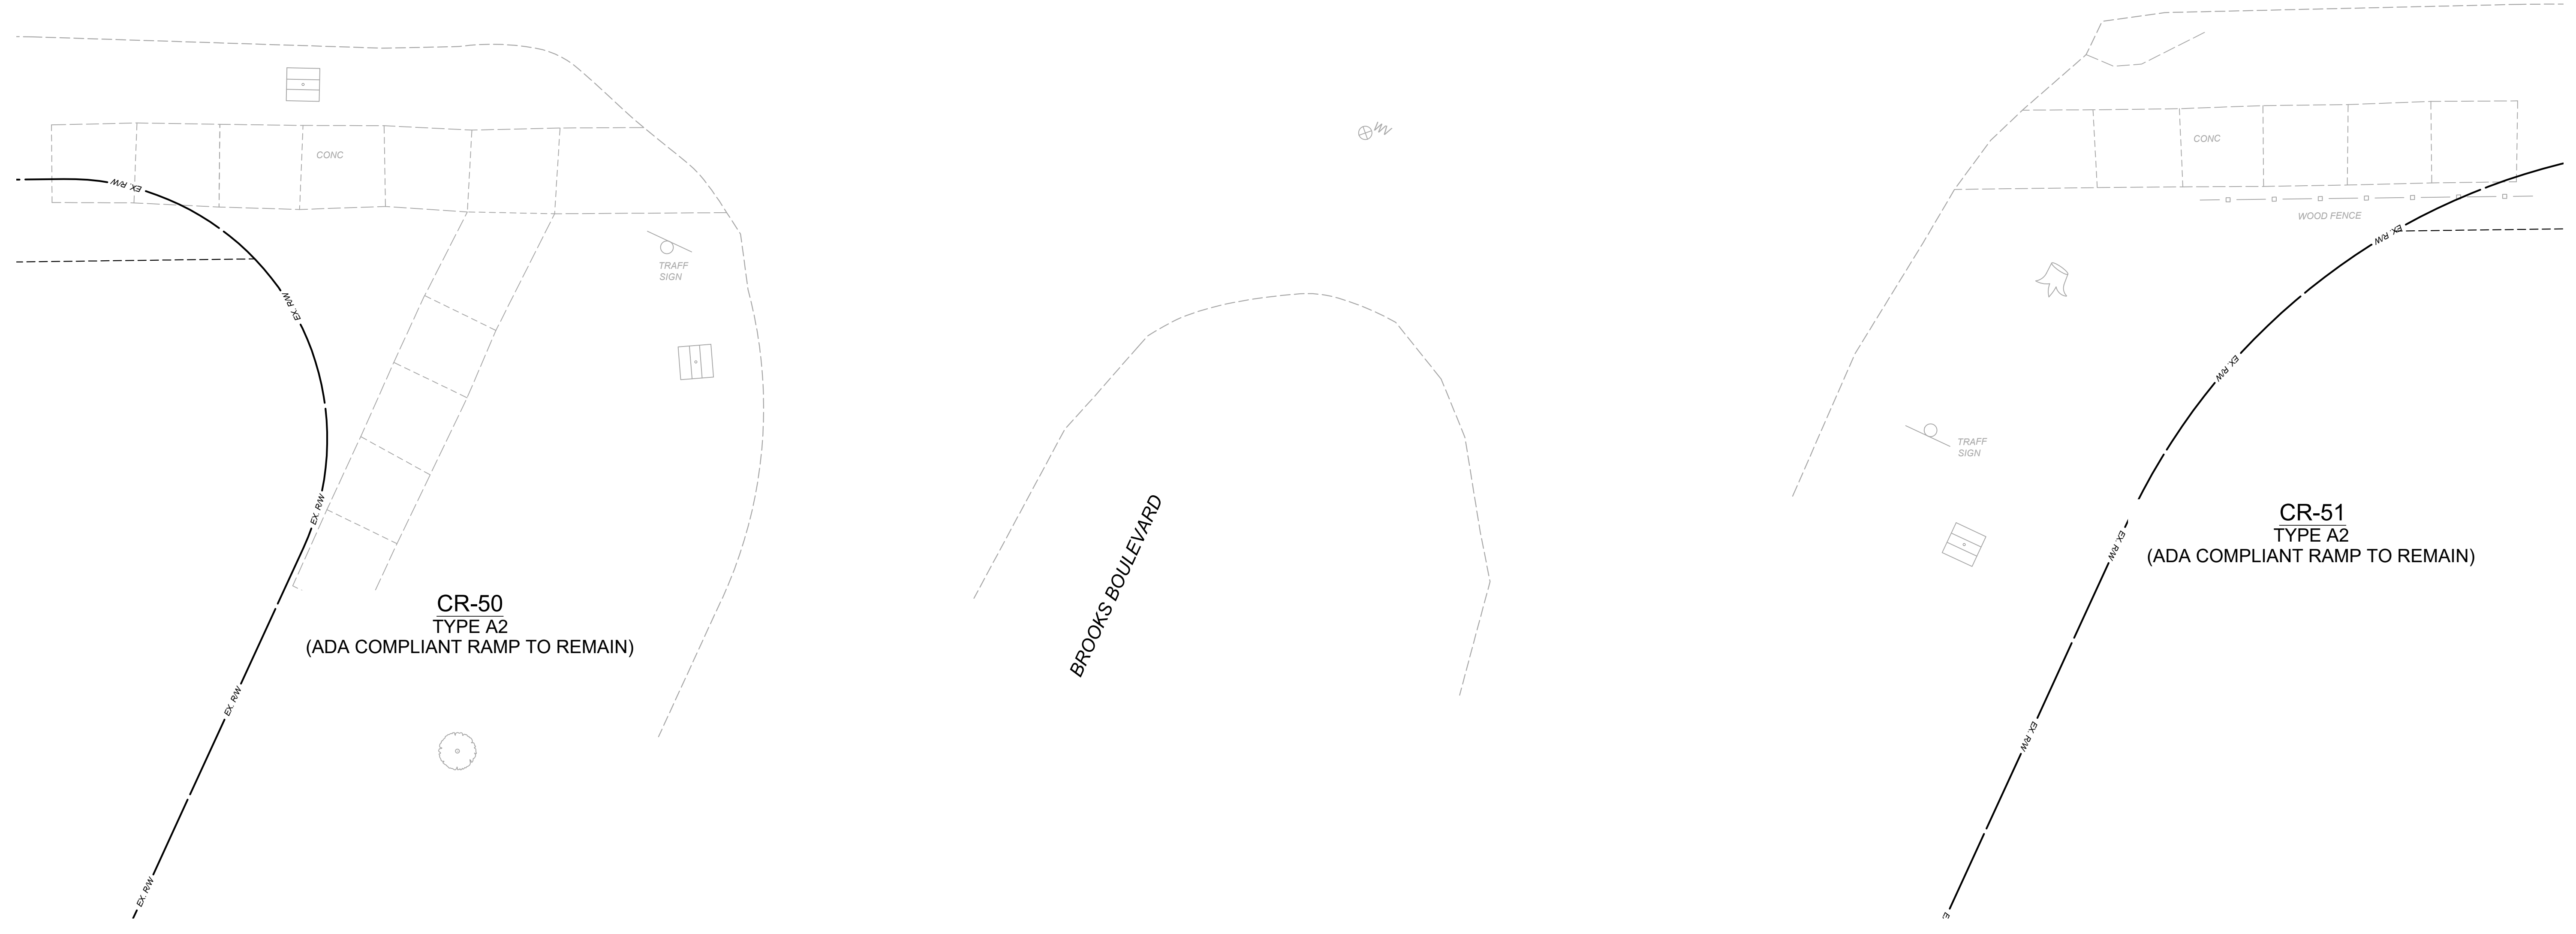 CONC
EX. R/W
EX. R/W
TRAFF
SIGN
EX. R/W
CR-50
TYPE A2
(ADA COMPLIANT RAMP TO REMAIN)
EX. R/W
EX. R/W
W
BROOKS BOULEVARD
CONC
WOOD FENCE
EX. R/W
EX. R/W
TRAFF
SIGN
CR-51
TYPE A2
(ADA COMPLIANT RAMP TO REMAIN)
EX. R/W
EX. R/W